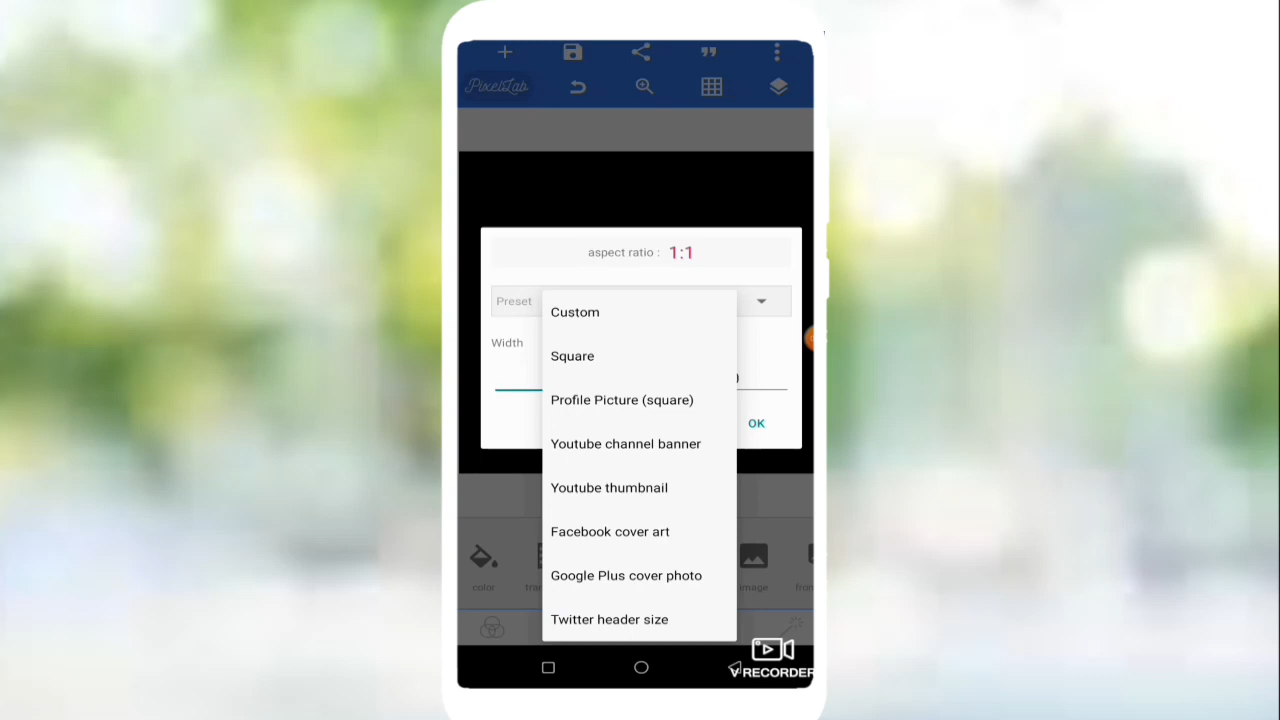 PixelLab
aspect ratio : 1:1
Preset
Custom
Width
Square
)
Profile Picture (square)
OK
Youtube channel banner
Youtube thumbnail
Facebook cover art
Google Plus cover photo
color
image
Twitter header size
V RECORDER